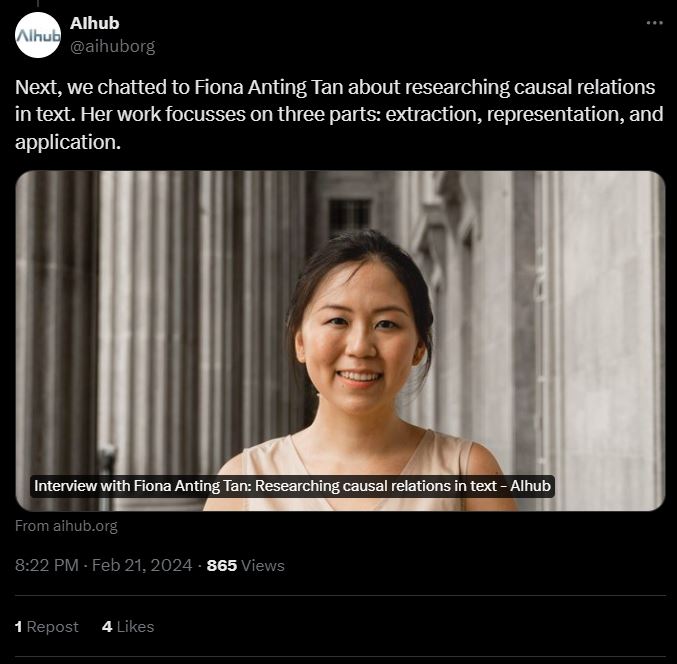 AIhub
AIhub
@aihuborg
Next, we chatted to Fiona Anting Tan about researching causal relations
in text. Her work focusses on three parts: extraction, representation, and
application.
Interview with Fiona Anting Tan: Researching causal relations in text - AIhub
From aihub.org
8:22 PM · Feb 21, 2024 · 865 Views
1 Repost 4 Likes